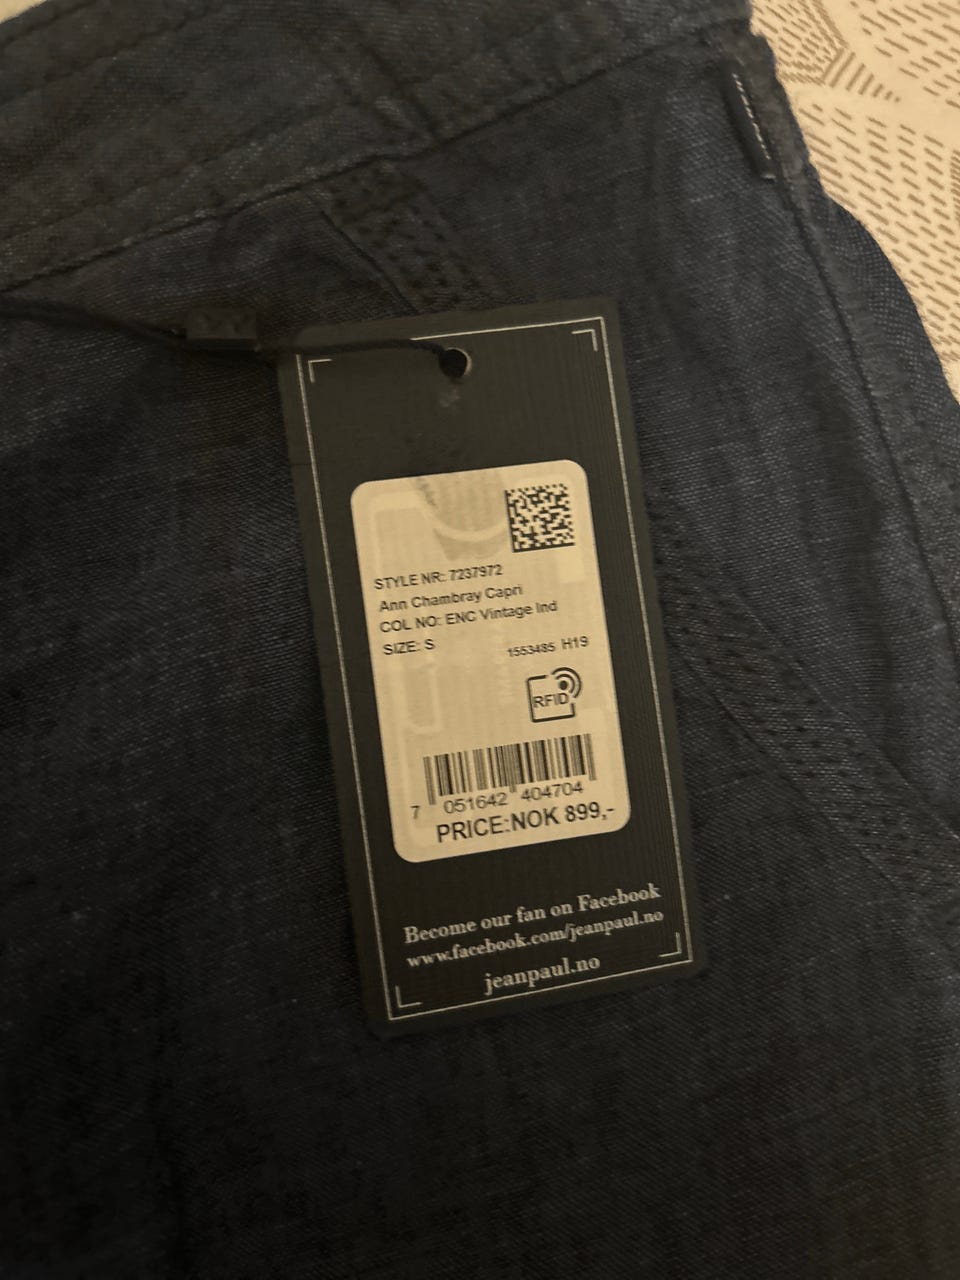 STYLE NR: 7237972
Ann Chambray Capri
COL NO: ENC Vintage Ind
SIZE: S
1553485 H19
RFID
7 051642 404704
PRICE:NOK 899,-
Become our fan on Facebook
www.facebook.com/jeanpaul.no
jeanpaul.no